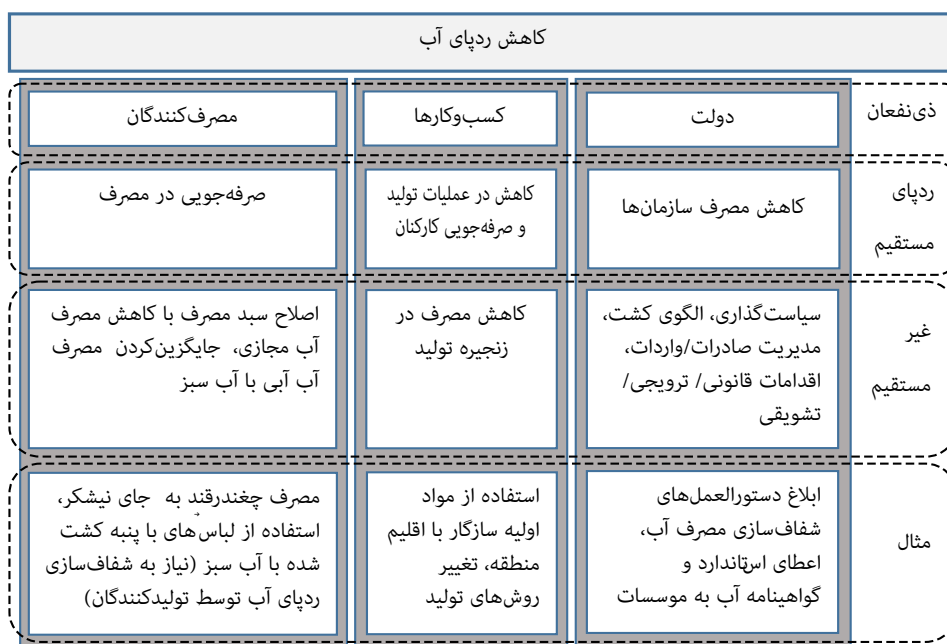 کاهش ردپای آب
ذی‌نفعان
دولت
کسب‌وکارها
مصرف‌کنندگان
ردپای
مستقیم
کاهش مصرف سازمان‌ها
کاهش در عملیات تولید
و صرفه‌جویی کارکنان
صرفه‌جویی در مصرف
غیر
مستقیم
سیاست‌گذاری، الگوی کشت،
مدیریت صادرات/واردات،
اقدامات قانونی/ ترویجی/
تشویقی
کاهش مصرف در
زنجیره تولید
اصلاح سبد مصرف با کاهش مصرف
آب مجازی، جایگزین‌کردن مصرف
آب آبی با آب سبز
مثال
ابلاغ دستورالعمل‌های
شفاف‌سازی مصرف آب،
اعطای استاندارد و
گواهینامه آب به موسسات
استفاده از مواد
اولیه سازگار با اقلیم
منطقه، تغییر
روش‌های تولید
مصرف چغندرقند به جای نیشکر،
استفاده از لباس‌های با پنبه کشت
شده با آب سبز (نیاز به شفاف‌سازی
ردپای آب توسط تولیدکنندگان)